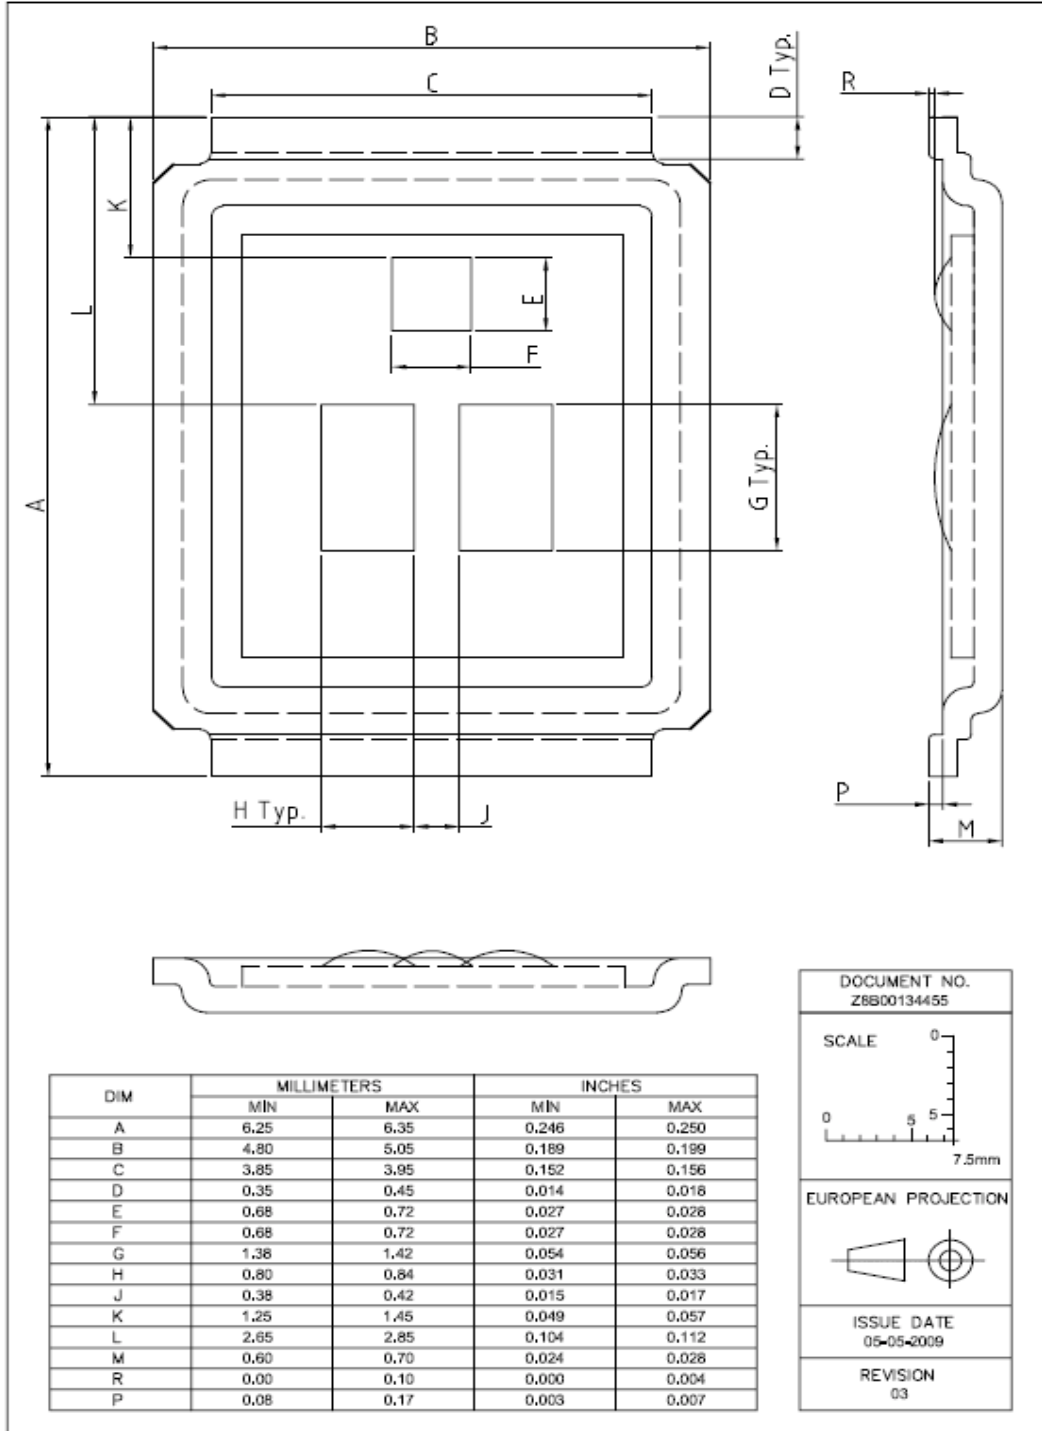 B
C
D Typ.
R
K
L
E
F
A
G Typ.
H Typ.
J
P
M
DOCUMENT NO.
Z8B00134455
SCALE
0
0 5 5
7.5mm
EUROPEAN PROJECTION
ISSUE DATE
05-05-2009
REVISION
03
DIM MILLIMETERS INCHES
MIN MAX MIN MAX
A 6.25 6.35 0.246 0.250
B 4.80 5.05 0.189 0.199
C 3.85 3.95 0.152 0.156
D 0.35 0.45 0.014 0.018
E 0.68 0.72 0.027 0.028
F 0.68 0.72 0.027 0.028
G 1.38 1.42 0.054 0.056
H 0.80 0.84 0.031 0.033
J 0.38 0.42 0.015 0.017
K 1.25 1.45 0.049 0.057
L 2.65 2.85 0.104 0.112
M 0.60 0.70 0.024 0.028
R 0.00 0.10 0.000 0.004
P 0.08 0.17 0.003 0.007